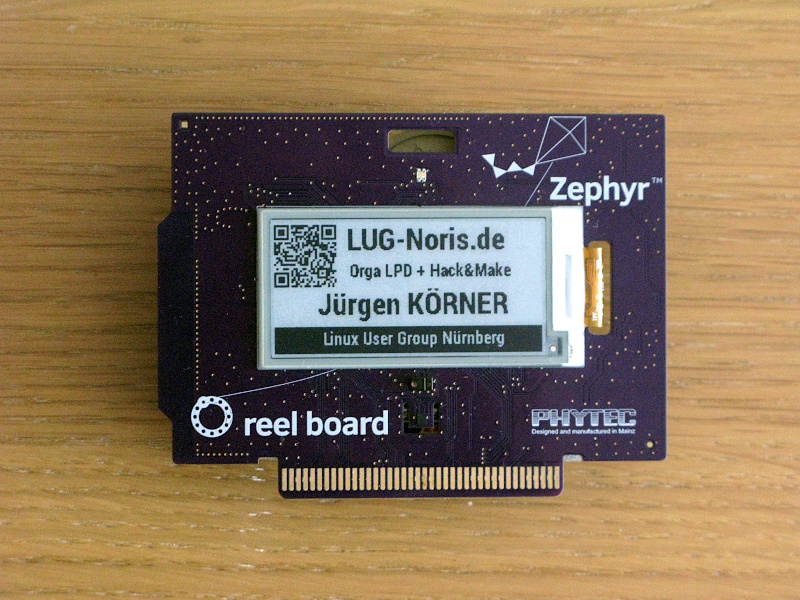 Zephyr™
LUG-Noris.de
Orga LPD + Hack&Make
Jürgen KÖRNER
Linux User Group Nürnberg
reel board
PHYTEC
Designed and manufactured in Mainz